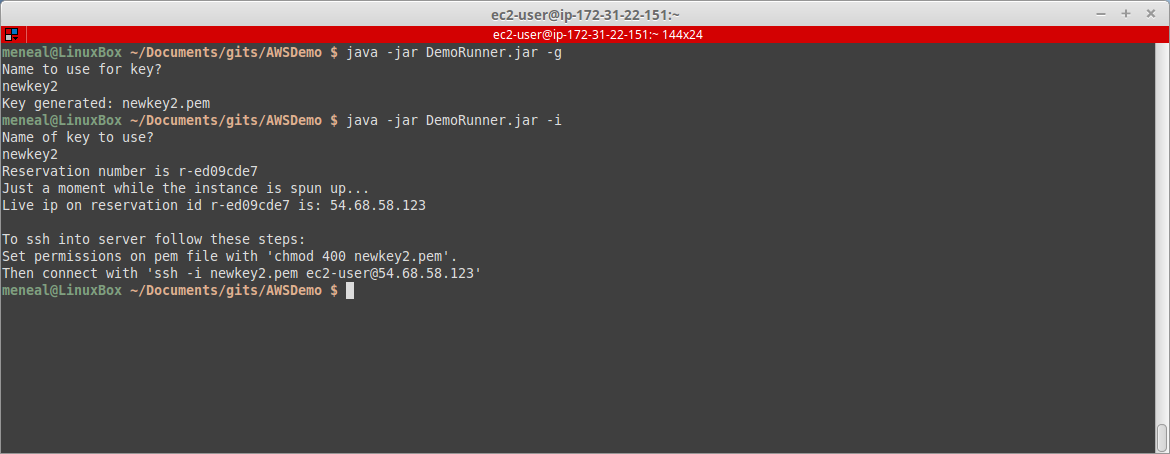 ec2-user@ip-172-31-22-151:~
ec2-user@ip-172-31-22-151:~ 144x24
meneal@LinuxBox ~/Documents/gits/AWSDemo $ java -jar DemoRunner.jar -g
Name to use for key?
newkey2
Key generated: newkey2.pem
meneal@LinuxBox ~/Documents/gits/AWSDemo $ java -jar DemoRunner.jar -i
Name of key to use?
newkey2
Reservation number is r-ed09cde7
Just a moment while the instance is spun up...
Live ip on reservation id r-ed09cde7 is: 54.68.58.123
To ssh into server follow these steps:
Set permissions on pem file with 'chmod 400 newkey2.pem'.
Then connect with 'ssh -i newkey2.pem ec2-user@54.68.58.123'
meneal@LinuxBox ~/Documents/gits/AWSDemo $